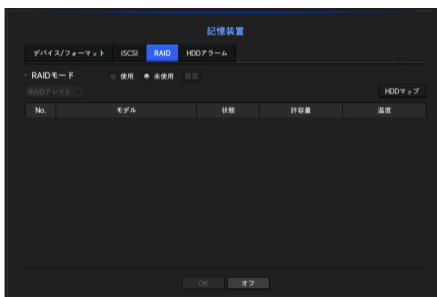 記憶装置
デバイス/フォーマット iSCSI RAID HDDアラーム
・RAIDモード 使用 未使用 設定
RAIDアレイ1 HDDマップ
No. モデル 状態 許容量 温度
OK オフ